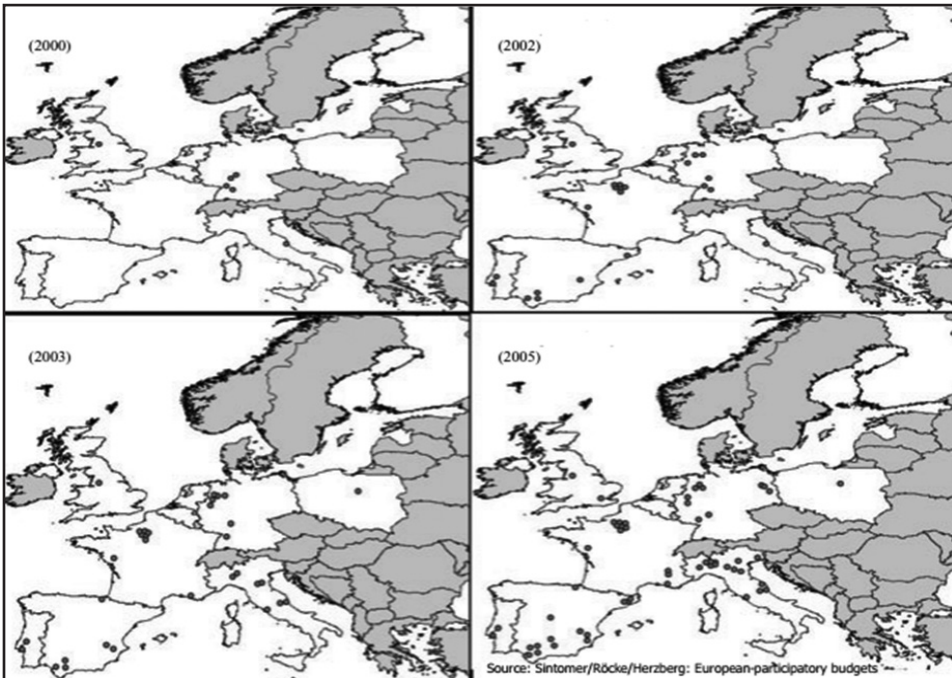 (2000)
(2002)
(2003)
(2005)
Source: Sintomer/Röcke/Herzberg: European-participatory budgets